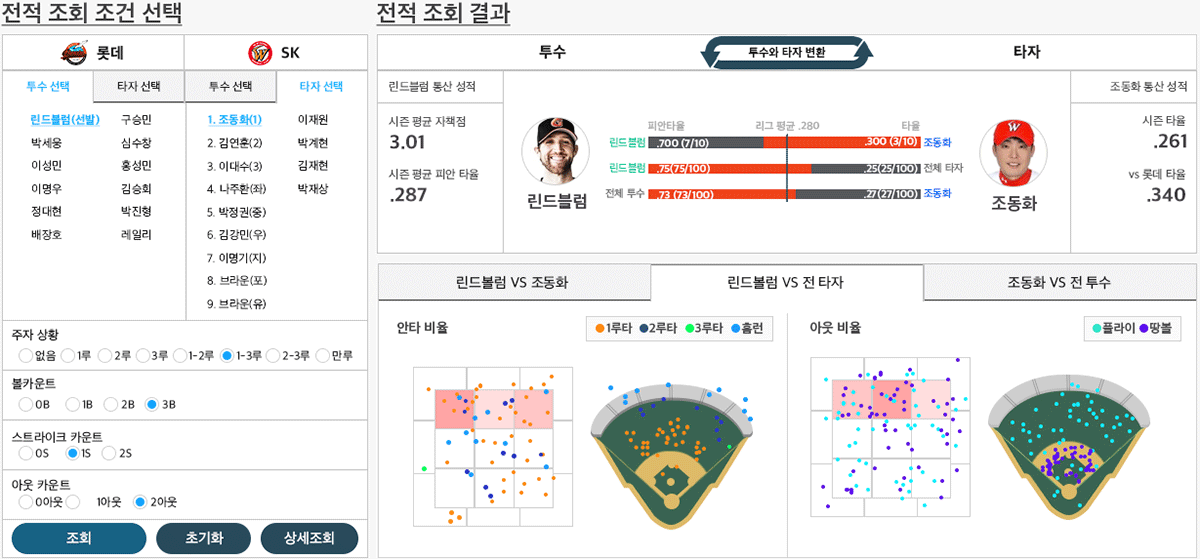 전적 조회 조건 선택
롯데
SK
투수 선택
타자 선택
투수 선택
타자 선택
린드블럼(선발)
구승민
1. 조동화(1)
이재원
박세웅
심수창
2. 김연훈(2)
박계현
이성민
홍성민
3. 이대수(3)
김재현
이명우
김승회
4. 나주환(좌)
박재상
정대현
박진형
5. 박정권(중)
배장호
레일리
6. 김강민(우)
7. 이명기(지)
8. 브라운(포)
9. 브라운(유)
주자 상황
없음 1루 2루 3루 1-2루 1-3루 2-3루 만루
볼카운트
0B 1B 2B 3B
스트라이크 카운트
0S 1S 2S
아웃 카운트
0아웃 1아웃 2아웃
조회
초기화
상세조회
전적 조회 결과
투수
투수와 타자 변환
타자
린드블럼 통산 성적
조동화 통산 성적
시즌 평균 자책점
3.01
시즌 평균 피안 타율
.287
린드블럼
피안타율
리그 평균 .280
타율
린드블럼
.700 (7/10)
.300 (3/10)
조동화
린드블럼
.75(75/100)
.25(25/100)
전체 타자
전체 투수
.73 (73/100)
.27(27/100)
조동화
조동화
시즌 타율
.261
vs 롯데 타율
.340
린드볼럼 VS 조동화
린드볼럼 VS 전 타자
조동화 VS 전 투수
안타 비율
1루타 2루타 3루타 홈런
아웃 비율
플라이 땅볼